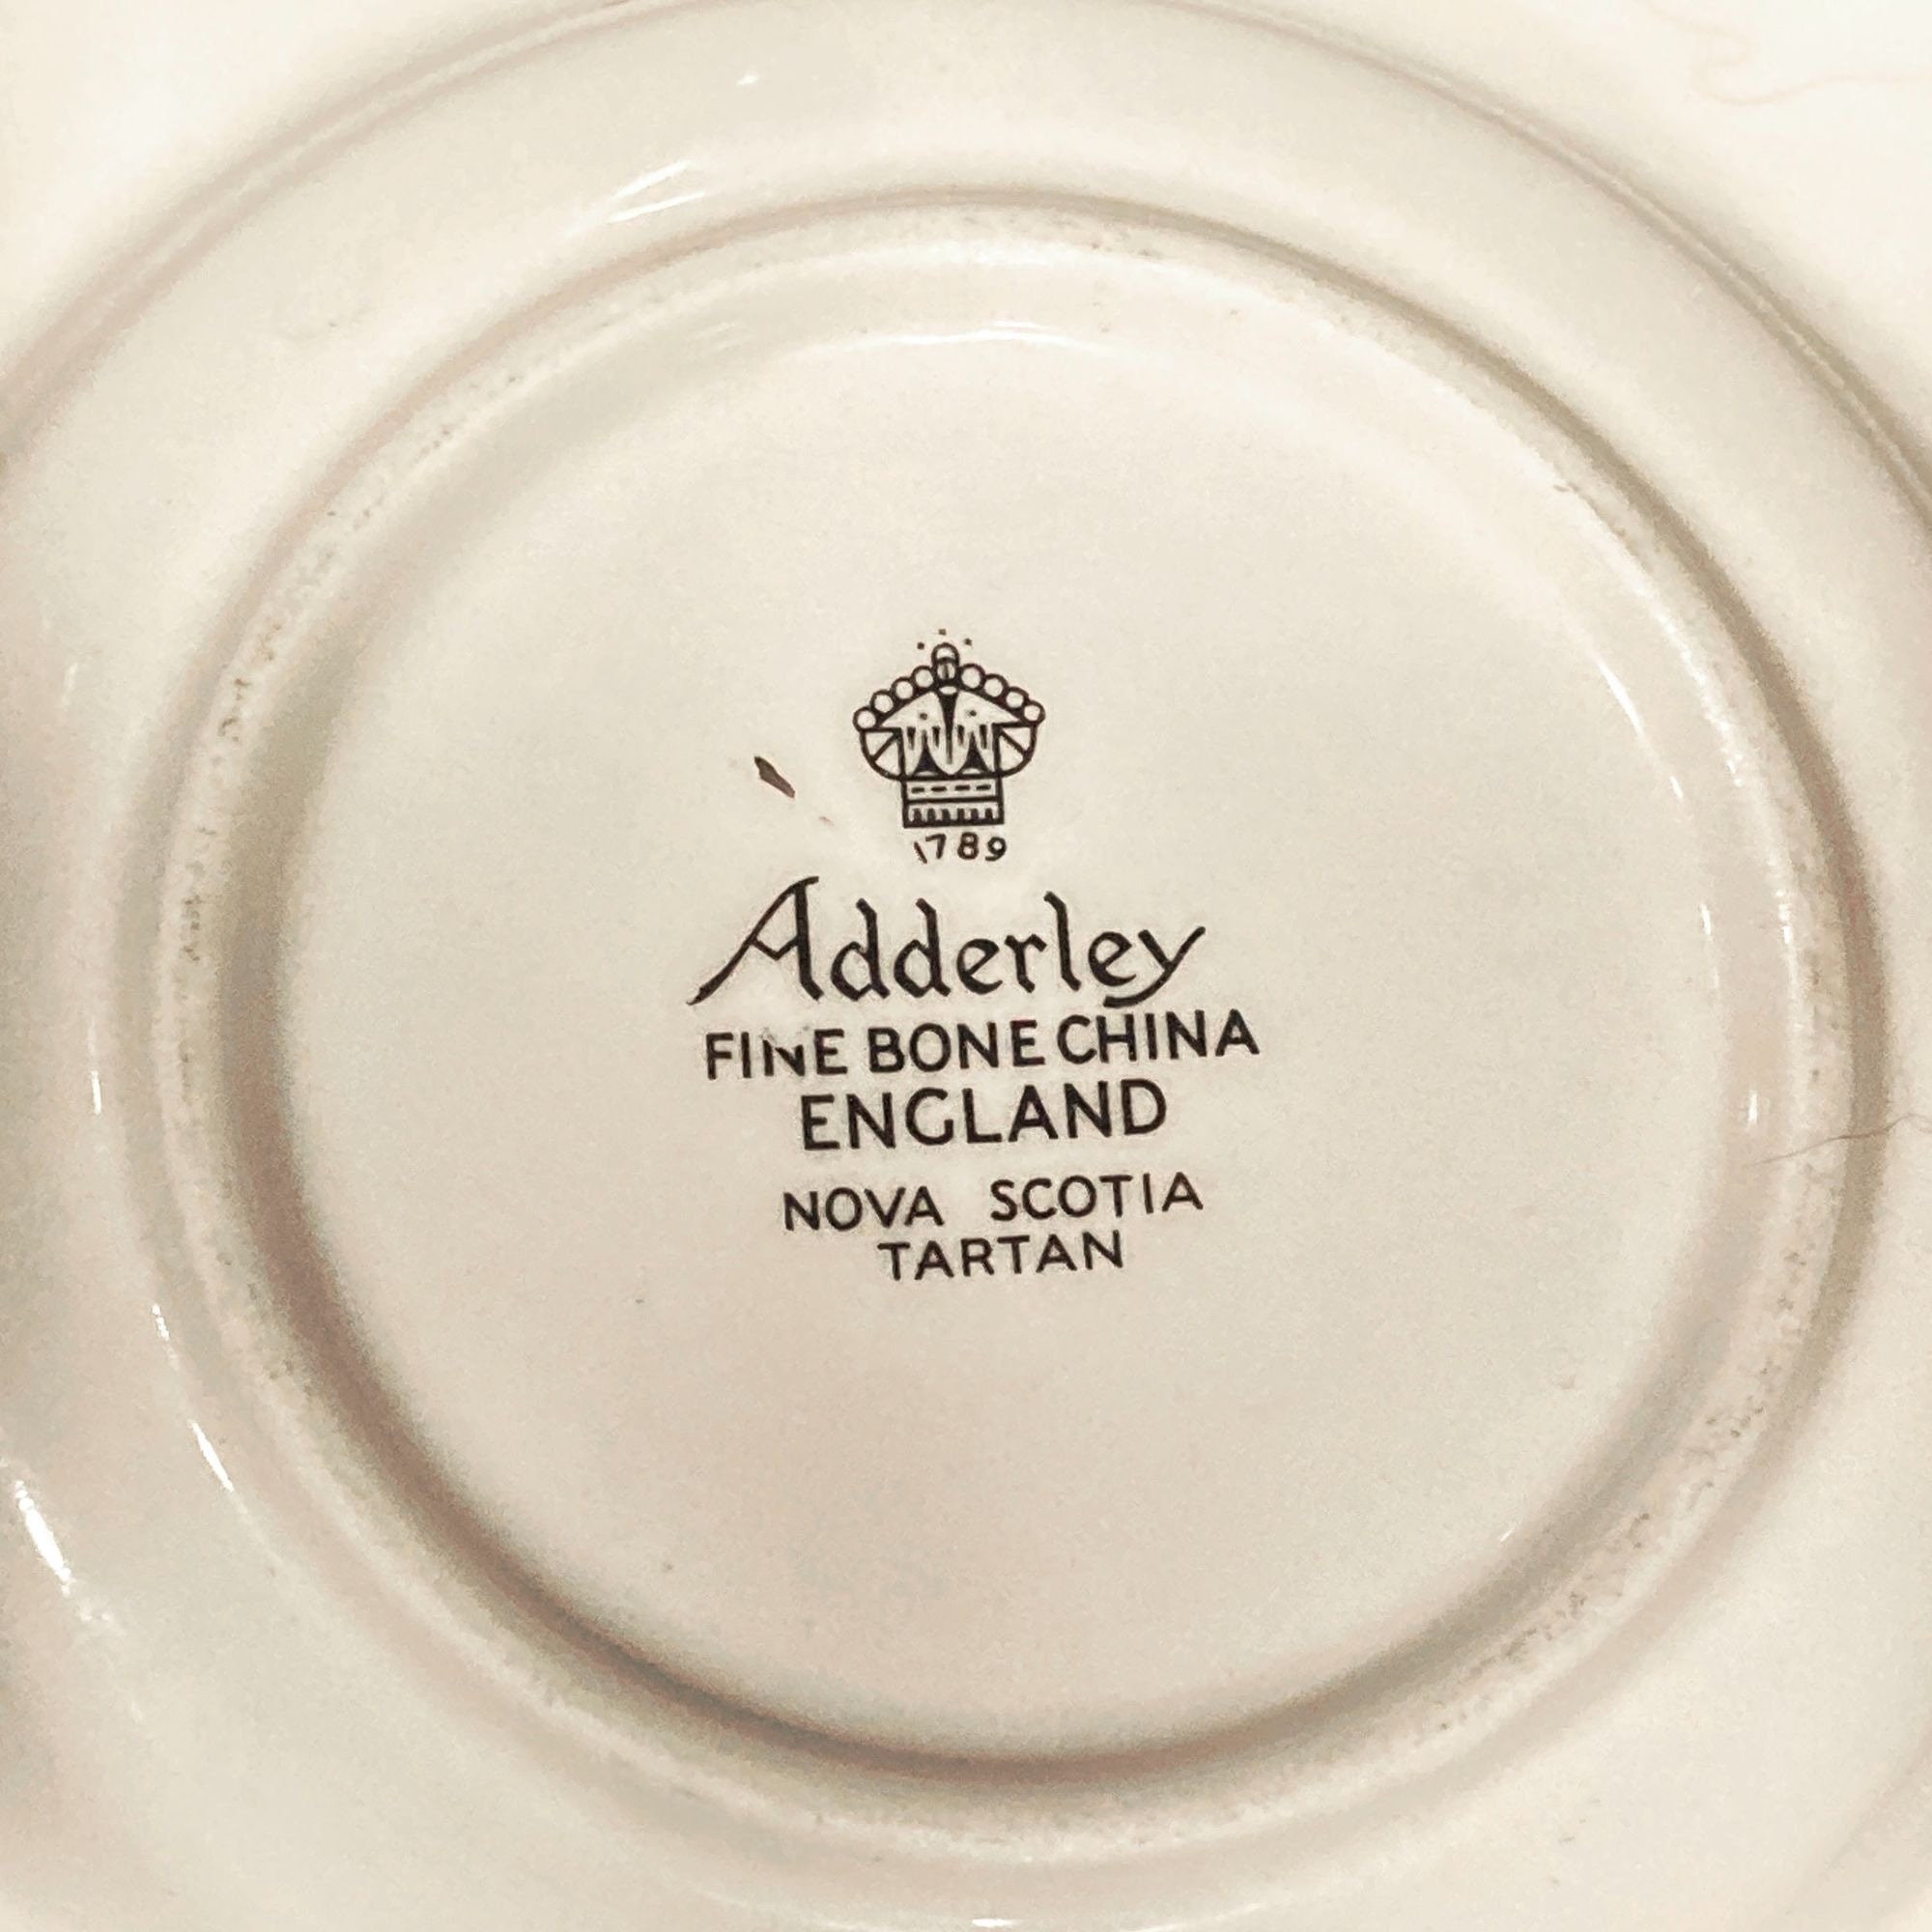 1789
Adderley
FINE BONE CHINA
ENGLAND
NOVA SCOTIA
TARTAN